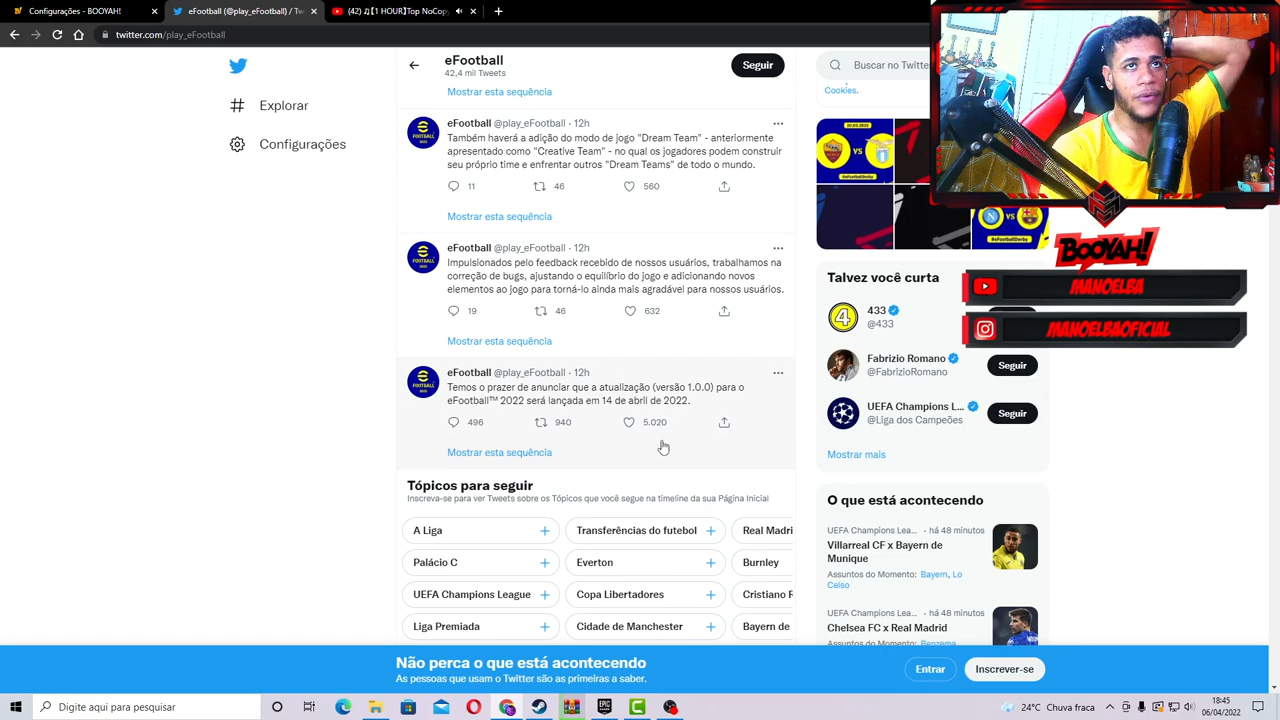 Configurações - BOOYAH!
eFootball (@play_eFootball) / Twi
(42) ♫【1 HOUR】Top NoCop
twitter.com/play_eFootball
eFootball
42,4 mil Tweets
Seguir
Buscar no Twitte
Explorar
Configurações
Mostrar esta sequência
Cookies.
eFootball @play_eFootball · 12h
Também haverá a adição do modo de jogo "Dream Team" - anteriormente
apresentado como "Creative Team" - no qual os jogadores podem construir
seu próprio time e enfrentar outros "Dream Teams" de todo o mundo.
11 46 560
Mostrar esta sequência
eFootball @play_eFootball · 12h
Impulsionados pelo feedback recebido de nossos usuários, trabalhamos na
correção de bugs, ajustando o equilíbrio do jogo e adicionando novos
elementos ao jogo para torná-lo ainda mais agradável para nossos usuários.
19 46 632
Mostrar esta sequência
eFootball @play_eFootball · 12h
Temos o prazer de anunciar que a atualização (versão 1.0.0) para o
eFootball™ 2022 será lançada em 14 de abril de 2022.
496 940 5.020
Mostrar esta sequência
Tópicos para seguir
Inscreva-se para ver Tweets sobre os Tópicos que você segue na timeline da sua Página Inicial
A Liga + Transferências do futebol + Real Madri
Palácio C + Everton + Burnley
UEFA Champions League + Copa Libertadores + Cristiano R
Liga Premiada + Cidade de Manchester + Bayern de
VS
VS
#eFootballDerby
BOOYAH!
MANOELBA
MANOELBAOFICIAL
Talvez você curta
433
@433
Fabrizio Romano
@FabrizioRomano
Seguir
UEFA Champions L...
@Liga dos Campeões
Seguir
Mostrar mais
O que está acontecendo
UEFA Champions Lea... · há 48 minutos
Villarreal CF x Bayern de
Munique
Assuntos do Momento: Bayern, Lo
Celso
UEFA Champions Lea... · há 48 minutos
Chelsea FC x Real Madrid
Assuntos do Momento: Benzema
Não perca o que está acontecendo
As pessoas que usam o Twitter são as primeiras a saber.
Entrar
Inscrever-se
Digite aqui para pesquisar
24°C Chuva fraca
18:45
06/04/2022